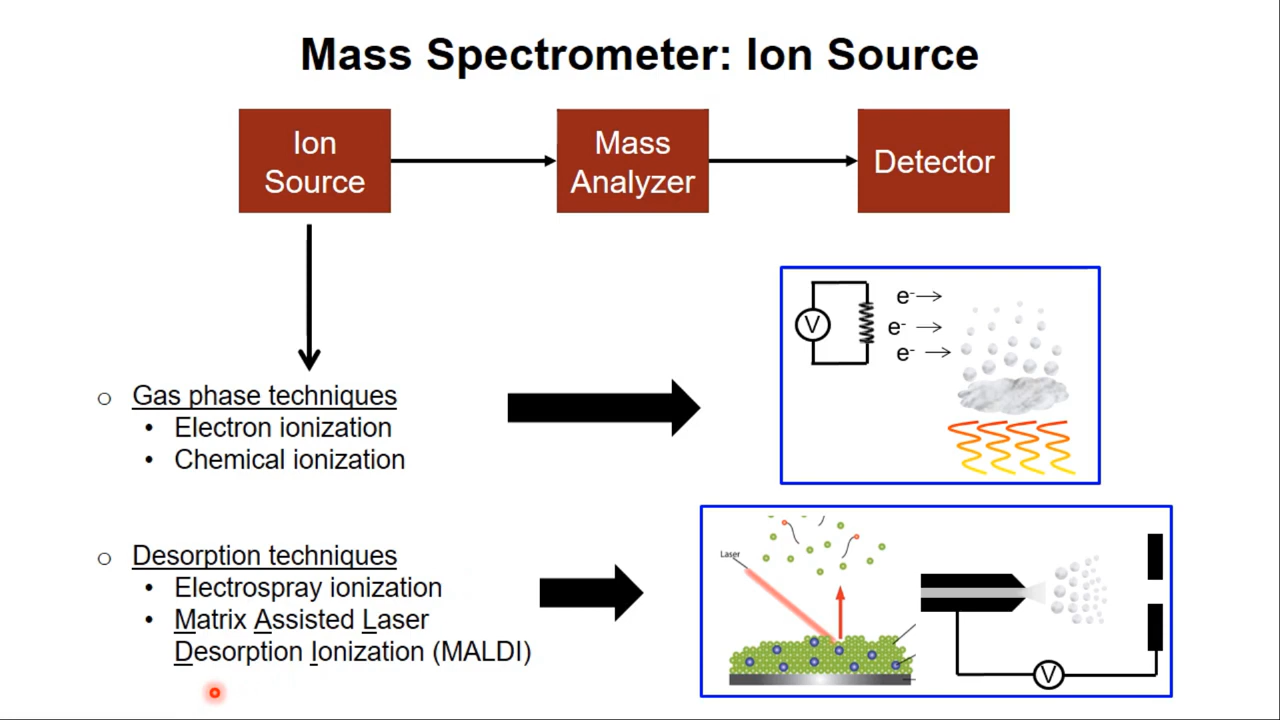 Mass Spectrometer: Ion Source
Ion
Source
Mass
Analyzer
Detector
○ Gas phase techniques
• Electron ionization
• Chemical ionization
V
e⁻
e⁻
e⁻
○ Desorption techniques
• Electrospray ionization
• Matrix Assisted Laser
Desorption Ionization (MALDI)
Laser
V